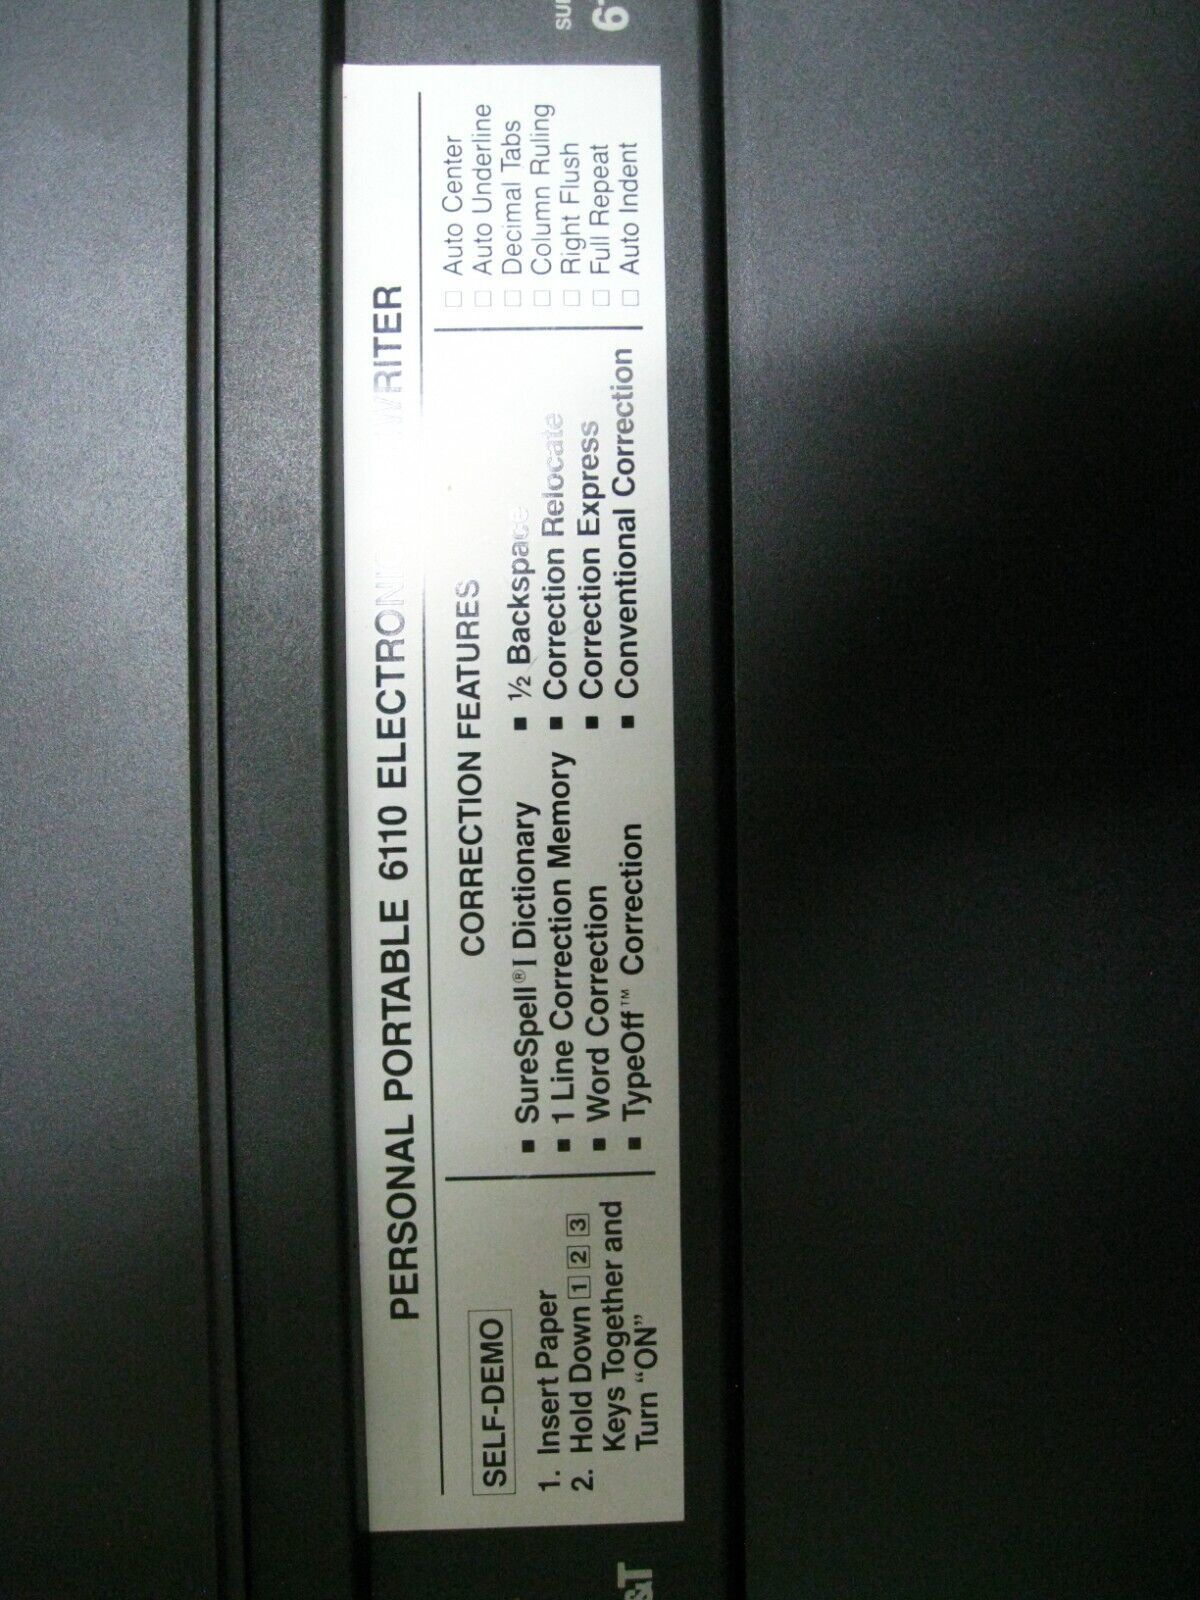 PERSONAL PORTABLE 6110 ELECTRONIC WRITER
SELF-DEMO
1. Insert Paper
2. Hold Down 1 2 3
Keys Together and
Turn “ON”
CORRECTION FEATURES
■ SureSpell® I Dictionary
■ 1 Line Correction Memory
■ Word Correction
■ TypeOff™ Correction
■ ½ Backspace
■ Correction Relocate
■ Correction Express
■ Conventional Correction
□ Auto Center
□ Auto Underline
□ Decimal Tabs
□ Column Ruling
□ Right Flush
□ Full Repeat
□ Auto Indent
&T